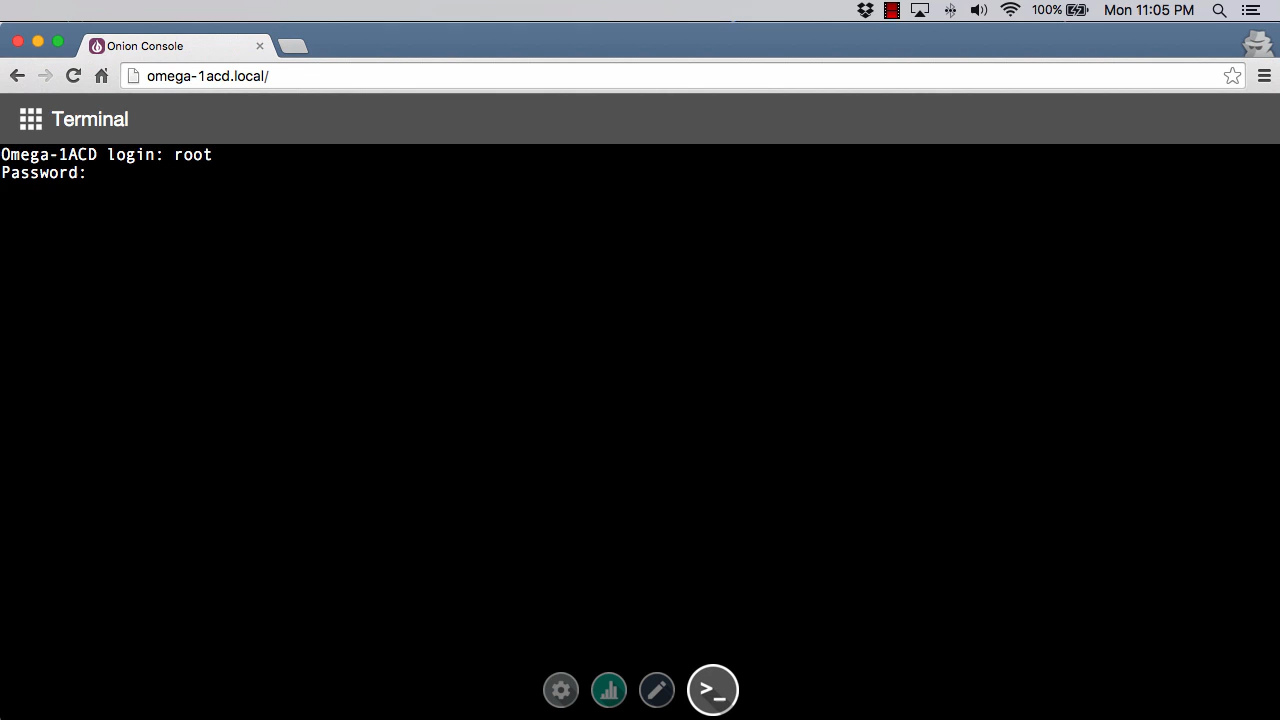 100% Mon 11:05 PM
Onion Console
omega-1acd.local/
Terminal
Omega-1ACD login: root
Password:
>_